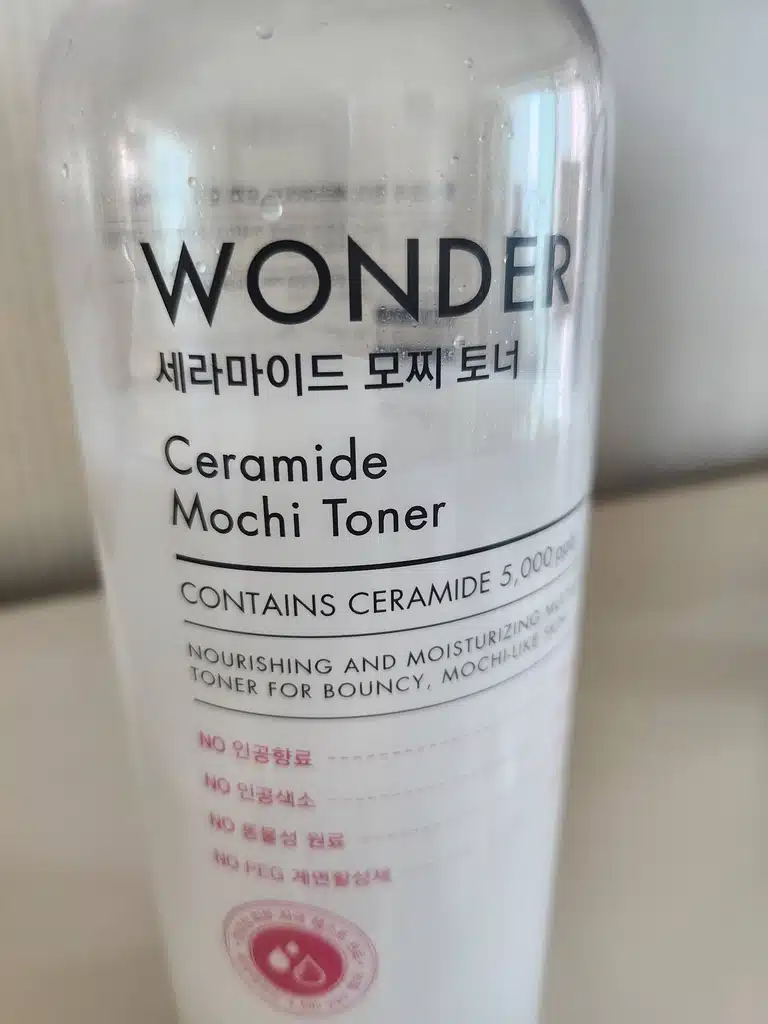 WONDER
세라마이드 모찌 토너
Ceramide
Mochi Toner
CONTAINS CERAMIDE 5,000 ppb
NOURISHING AND MOISTURIZING
TONER FOR BOUNCY, MOCHI-LIKE SKIN
NO 인공향료
NO 인공색소
NO 동물성 원료
NO PEG 계면활성제